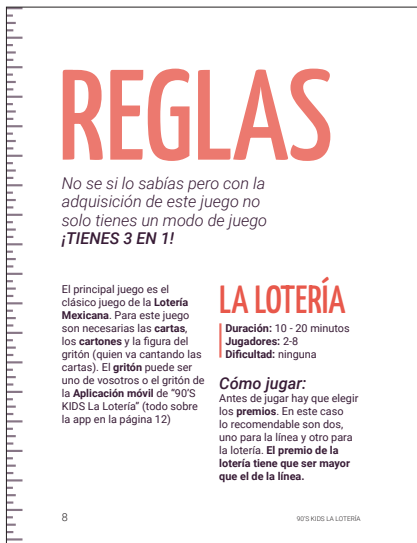 REGLAS
No se si lo sabías pero con la
adquisición de este juego no
solo tienes un modo de juego
¡TIENES 3 EN 1!
El principal juego es el
clásico juego de la Lotería
Mexicana. Para este juego
son necesarias las cartas,
los cartones y la figura del
gritón (quien va cantando las
cartas). El gritón puede ser
uno de vosotros o el gritón de
la Aplicación móvil de “90'S
KIDS La Lotería” (todo sobre
la app en la página 12)
LA LOTERÍA
Duración: 10 - 20 minutos
Jugadores: 2-8
Dificultad: ninguna
Cómo jugar:
Antes de jugar hay que elegir
los premios. En este caso
lo recomendable son dos,
uno para la línea y otro para
la lotería. El premio de la
lotería tiene que ser mayor
que el de la línea.
8
90'S KIDS LA LOTERÍA